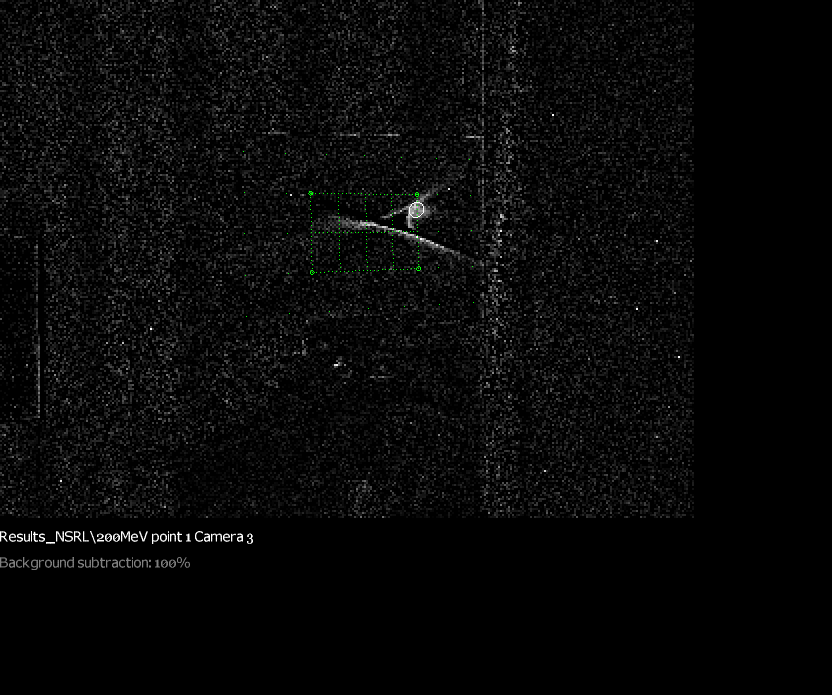 Results_NSRL\200MeV point 1 Camera 3
Background subtraction: 100%